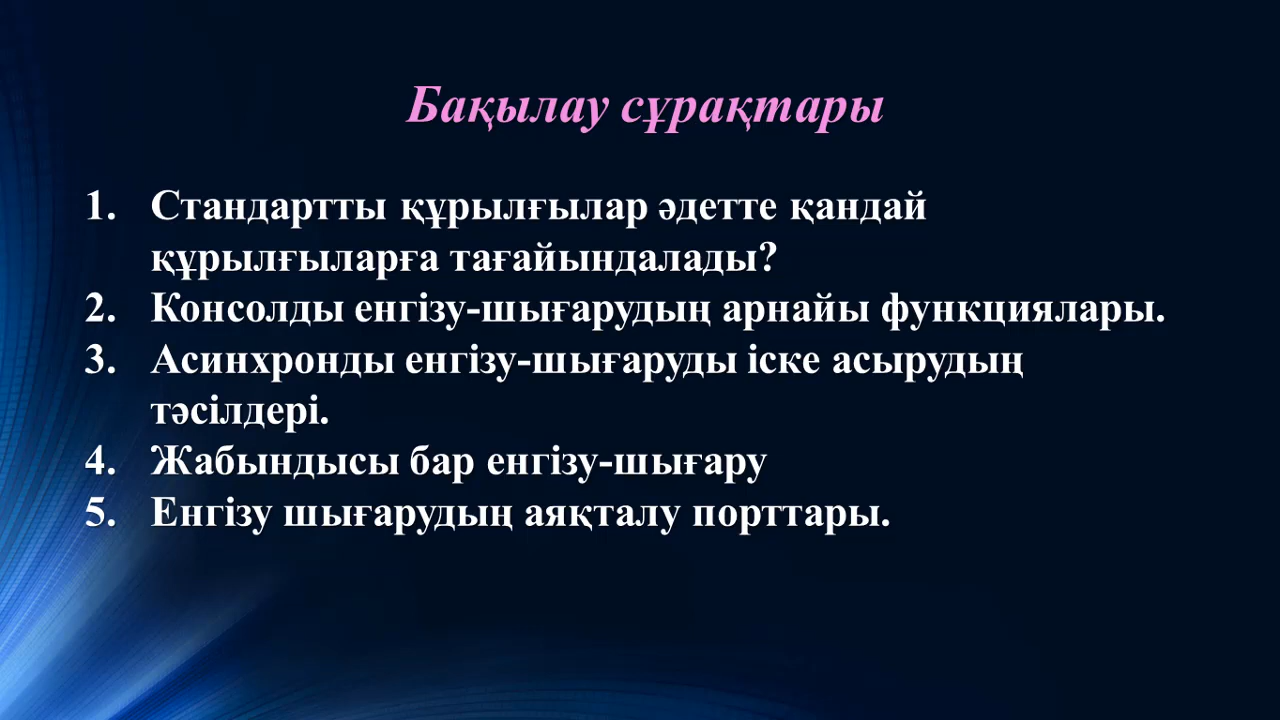 Бақылау сұрақтары
1. Стандартты құрылғылар әдетте қандай
құрылғыларға тағайындалады?
2. Консолды енгізу-шығарудың арнайы функциялары.
3. Асинхронды енгізу-шығаруды іске асырудың
тәсілдері.
4. Жабындысы бар енгізу-шығару
5. Енгізу шығарудың аяқталу порттары.